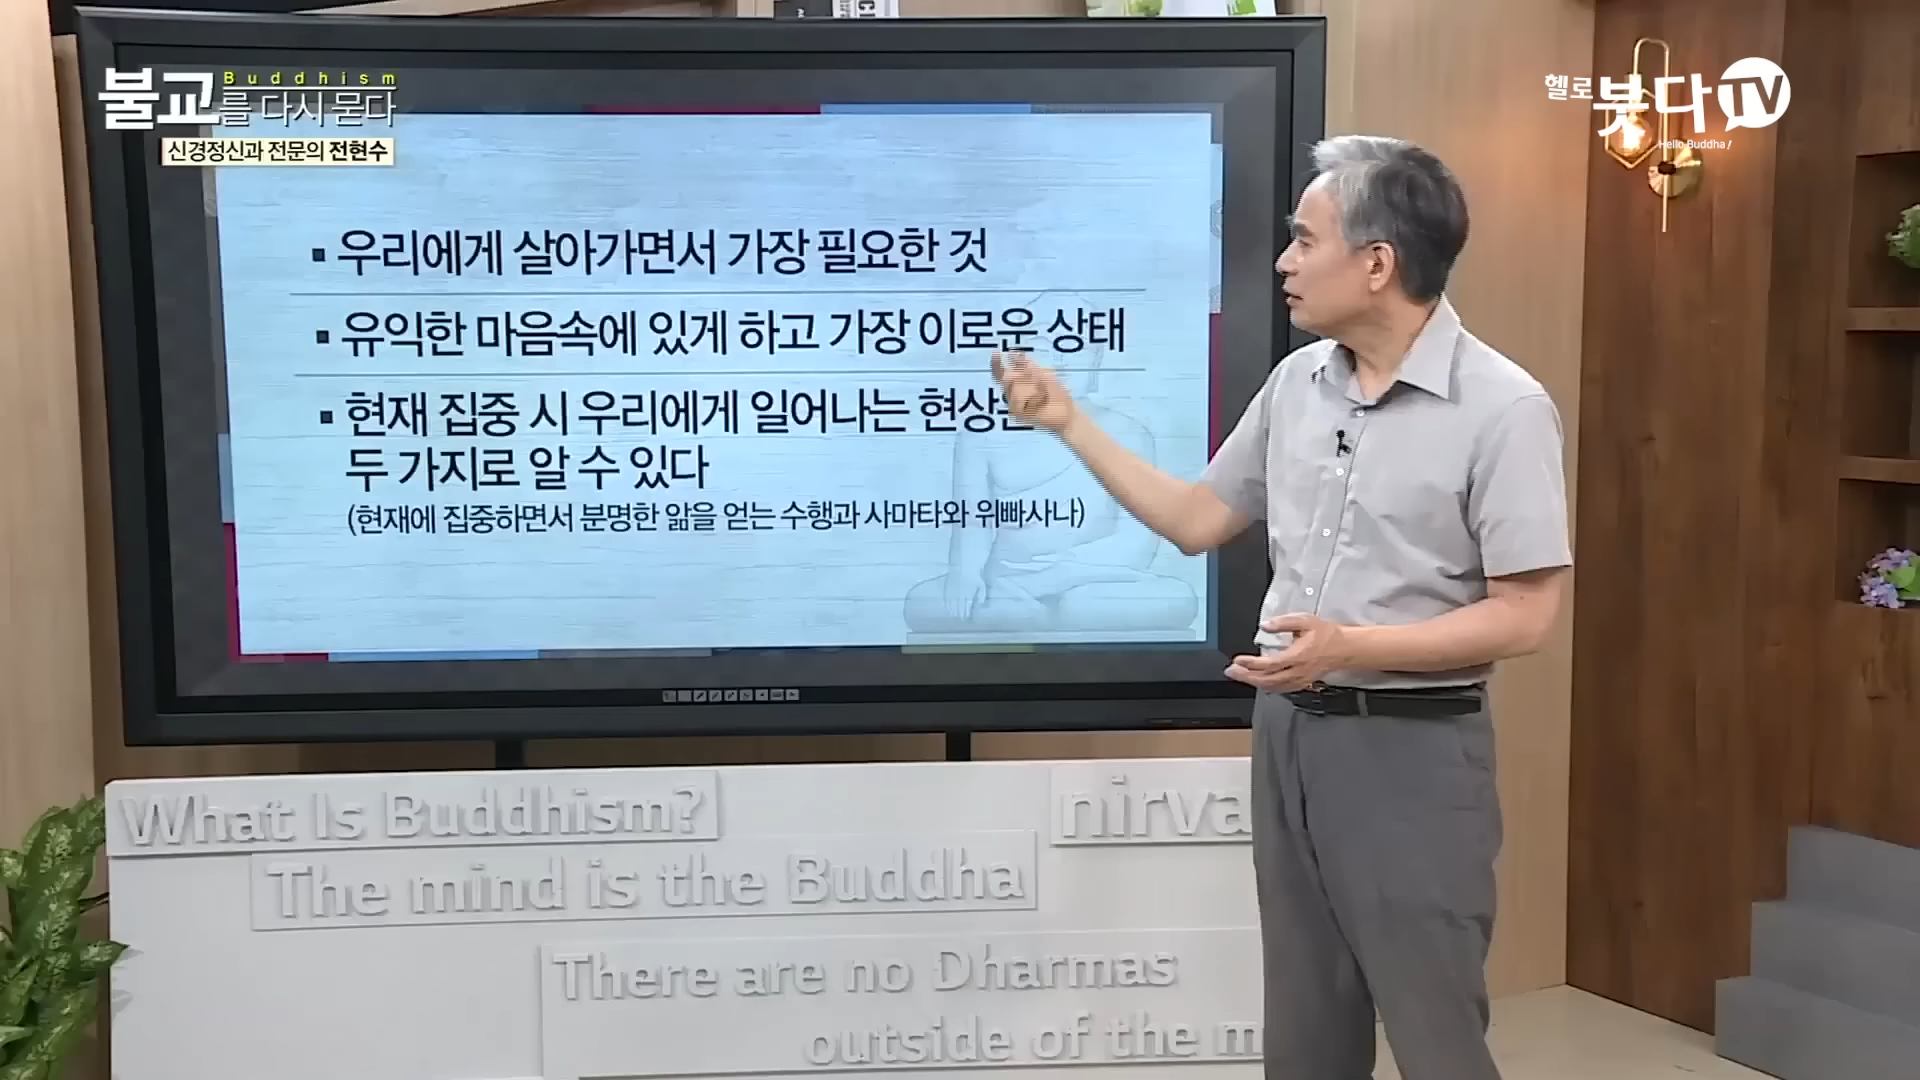 Buddhism
불교를 다시 묻다
신경정신과 전문의 전현수
헬로붓다TV
Hello Buddha!
▪ 우리에게 살아가면서 가장 필요한 것
▪ 유익한 마음속에 있게 하고 가장 이로운 상태
▪ 현재 집중 시 우리에게 일어나는 현상은
두 가지로 알 수 있다
(현재에 집중하면서 분명한 앎을 얻는 수행과 사마타와 위빠사나)
What Is Buddhism?
nirva
The mind is the Buddha
There are no Dharmas
outside of the m